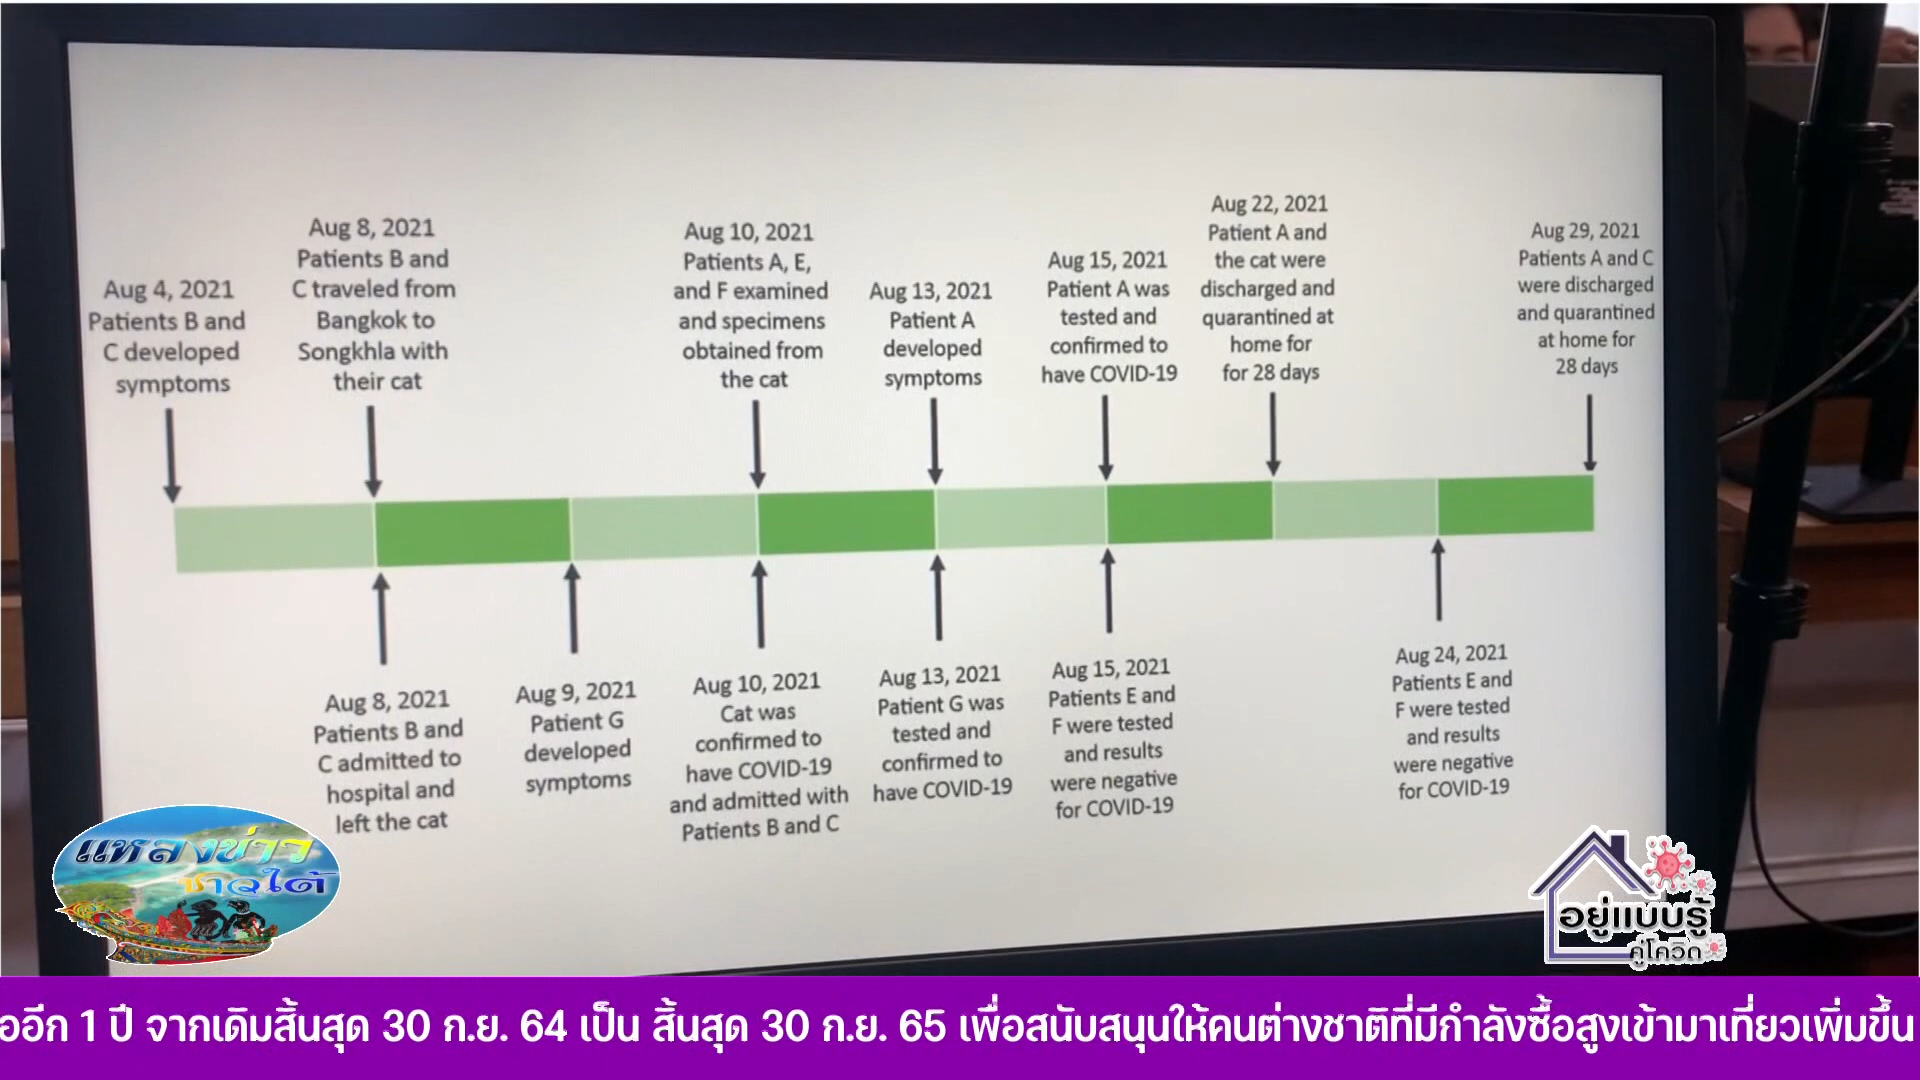 Aug 4, 2021
Patients B and
C developed
symptoms
Aug 8, 2021
Patients B and
C traveled from
Bangkok to
Songkhla with
their cat
Aug 10, 2021
Patients A, E,
and F examined
and specimens
obtained from
the cat
Aug 13, 2021
Patient A
developed
symptoms
Aug 15, 2021
Patient A was
tested and
confirmed to
have COVID-19
Aug 22, 2021
Patient A and
the cat were
discharged and
quarantined at
home for
for 28 days
Aug 29, 2021
Patients A and C
were discharged
and quarantined
at home for
28 days
Aug 8, 2021
Patients B and
C admitted to
hospital and
left the cat
Aug 9, 2021
Patient G
developed
symptoms
Aug 10, 2021
Cat was
confirmed to
have COVID-19
and admitted with
Patients B and C
Aug 13, 2021
Patient G was
tested and
confirmed to
have COVID-19
Aug 15, 2021
Patients E and
F were tested
and results
were negative
for COVID-19
Aug 24, 2021
Patients E and
F were tested
and results
were negative
for COVID-19
แหลงข่าว
ชาวใต้
อยู่แบบรู้
คู่โควิด
ออีก 1 ปี จากเดิมสิ้นสุด 30 ก.ย. 64 เป็น สิ้นสุด 30 ก.ย. 65 เพื่อสนับสนุนให้คนต่างชาติที่มีกำลังซื้อสูงเข้ามาเที่ยวเพิ่มขึ้น